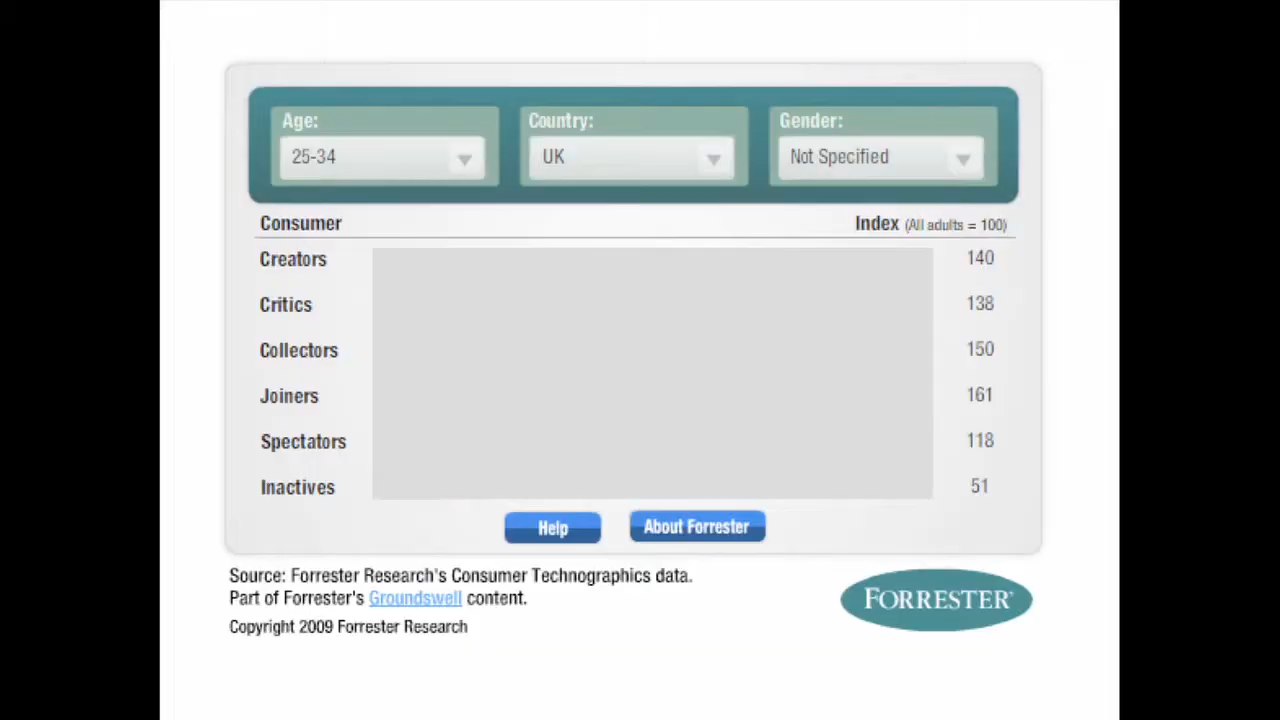 Age: Country: Gender:
25-34 UK Not Specified
Consumer Index (All adults = 100)
Creators 140
Critics 138
Collectors 150
Joiners 161
Spectators 118
Inactives 51
Help About Forrester
Source: Forrester Research's Consumer Technographics data.
Part of Forrester's Groundswell content.
FORRESTER
Copyright 2009 Forrester Research